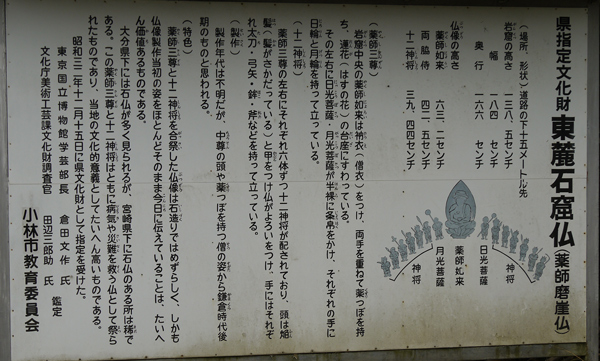 県指定文化財 東麓石窟仏(薬師磨崖仏)
(場所、形状)道路の下十五メートル先
岩窟の高さ 一三八、五センチ
幅 一八四 センチ
奥行 一六六 センチ
仏像の高さ
薬師如来 六三、二センチ
両脇侍 四二、五センチ
十二神将 三九、四四センチ
神将
日光菩薩
薬師如来
月光菩薩
神将
(薬師三尊)
岩窟中央の薬師如来は衲衣(僧衣)をつけ、両手を重ねて薬つぼを持
ち、蓮花(はすの花)の台座にすわっている。
その左右に日光菩薩・月光菩薩が半裸に条帛をかけ、それぞれの手に
日輪と月輪を持って立っている。
(十二神将)
薬師三尊の左右にそれぞれ六体ずつ十二神将が配されており、頭は焔
髪(髪がさかだっている)と甲をつけ仏がよろいをつけ、手にはそれぞ
れ太刀・弓矢・鉾・斧などを持って立っている。
(製作)
製作年代は不明だが、中尊の頭や薬つぼを持つ僧の姿から鎌倉時代後
期のものと思われる。
(特色)
薬師三尊と十二神将を合祭した仏像は石造りではめずらしく、しかも
仏像製作当初の姿をほとんどそのまま今日に伝えていることは、たいへ
ん価値あるものである。
大分県下には石仏が多く見られるが、宮崎県下に石仏のある所は稀で
ある。この薬師三尊と十二神将はともに病気や災難を救う仏として祭ら
れたものであり、当地の文化的意義としてたいへん高いものである。
昭和三三年十二月十五日に県文化財として指定を受けた。
東京国立博物館学芸部長 倉田文作 氏
文化庁美術工芸課文化財調査官 田辺三郎助 氏 鑑定
小林市教育委員会